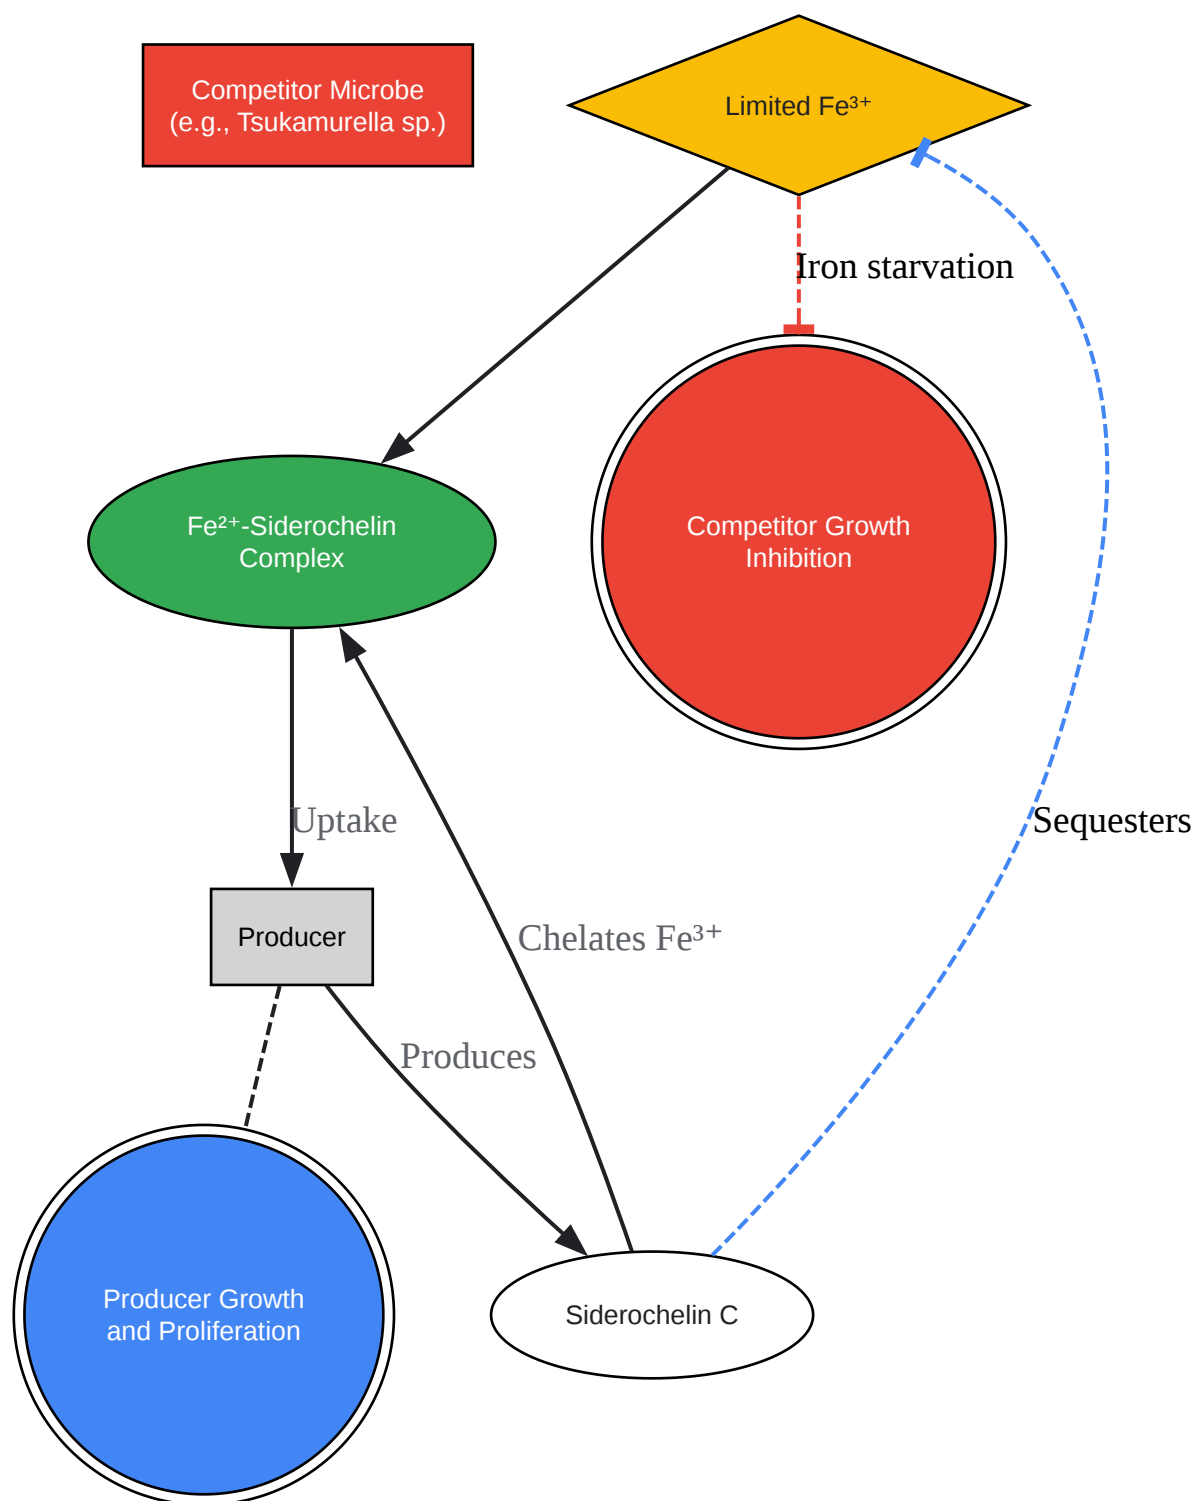 Competitor Microbe
(e.g., Tsukamurella sp.)
Limited Fe³⁺
Iron starvation
Fe²⁺-Siderochelin
Complex
Competitor Growth
Inhibition
Uptake
Sequesters
Producer
Chelates Fe³⁺
Produces
Producer Growth
and Proliferation
Siderochelin C